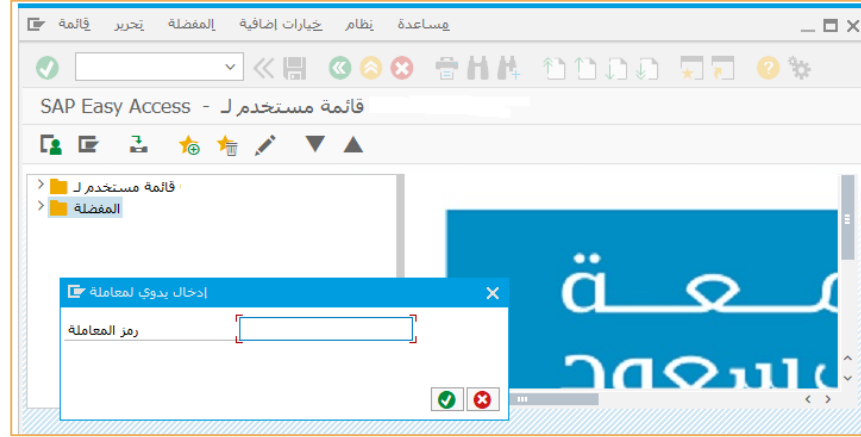 قائمة تحرير المفضلة خيارات إضافية نظام مساعدة
SAP Easy Access - قائمة مستخدم لـ
قائمة مستخدم لـ
المفضلة
إدخال يدوي لمعاملة
رمز المعاملة